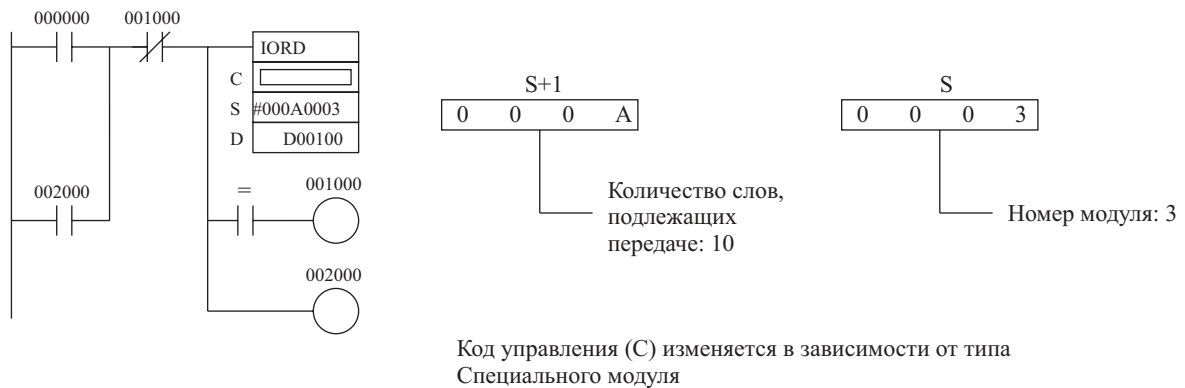 000000 001000
IORD
C
S #000A0003
D D00100
002000
= 001000
002000
S+1
0 0 0 A
Количество слов,
подлежащих
передаче: 10
S
0 0 0 3
Номер модуля: 3
Код управления (С) изменяется в зависимости от типа
Специального модуля